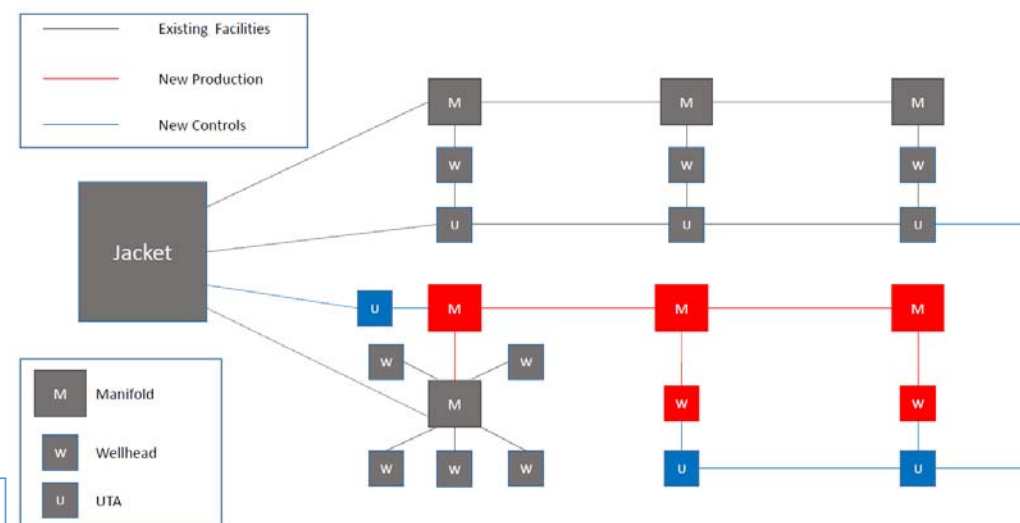 Existing Facilities
New Production
New Controls
M M M
W W W
Jacket
U U U
U M M M
W W
M W W
W W W
U U
M Manifold
W Wellhead
U UTA